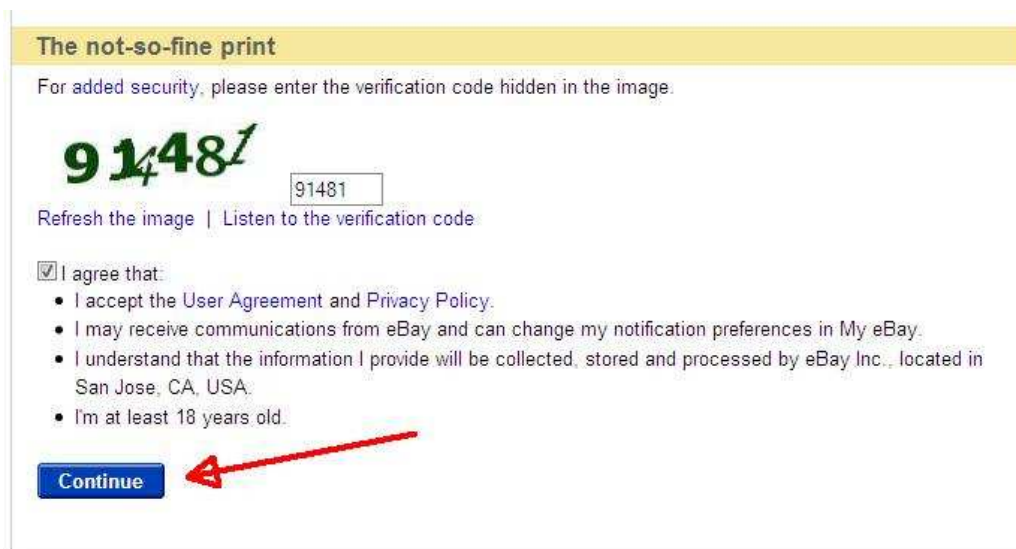 The not-so-fine print
For added security, please enter the verification code hidden in the image.
914481
91481
Refresh the image | Listen to the verification code
I agree that:
• I accept the User Agreement and Privacy Policy.
• I may receive communications from eBay and can change my notification preferences in My eBay.
• I understand that the information I provide will be collected, stored and processed by eBay Inc., located in
San Jose, CA, USA.
• I'm at least 18 years old.
Continue